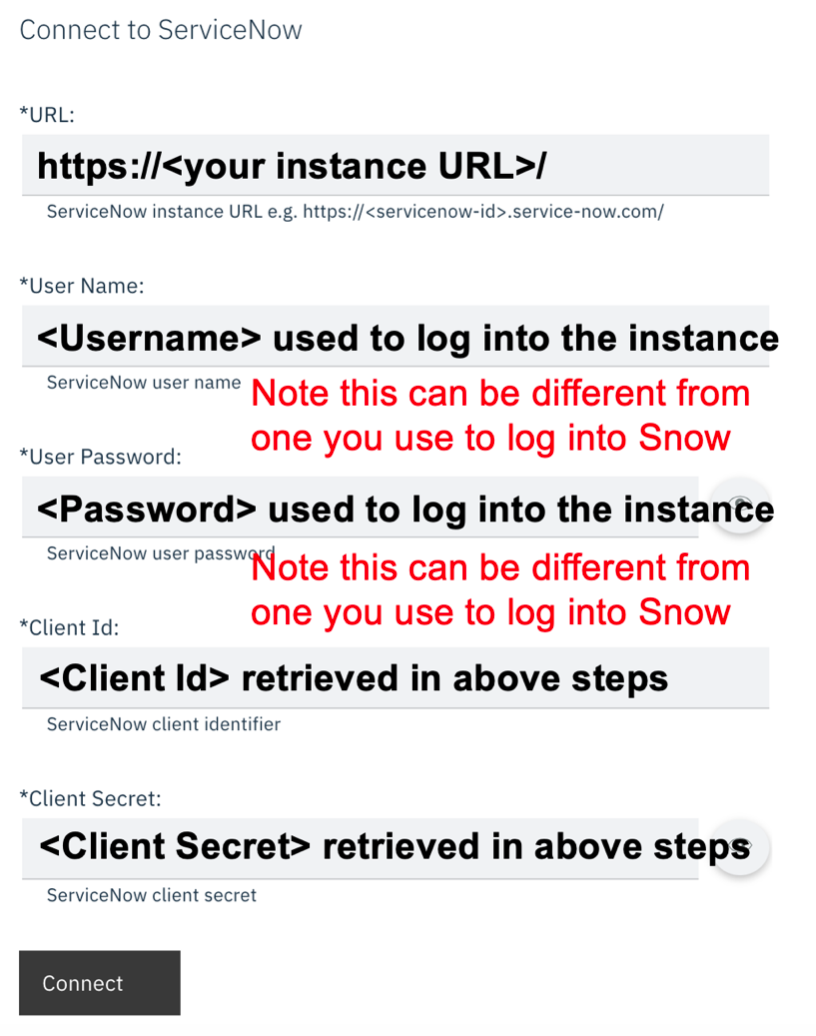 Connect to ServiceNow
*URL:
https://<your instance URL>/
ServiceNow instance URL e.g. https://<servicenow-id>.service-now.com/
*User Name:
<Username> used to log into the instance
ServiceNow user name
Note this can be different from
one you use to log into Snow
*User Password:
<Password> used to log into the instance
ServiceNow user password
Note this can be different from
one you use to log into Snow
*Client Id:
<Client Id> retrieved in above steps
ServiceNow client identifier
*Client Secret:
<Client Secret> retrieved in above steps
ServiceNow client secret
Connect